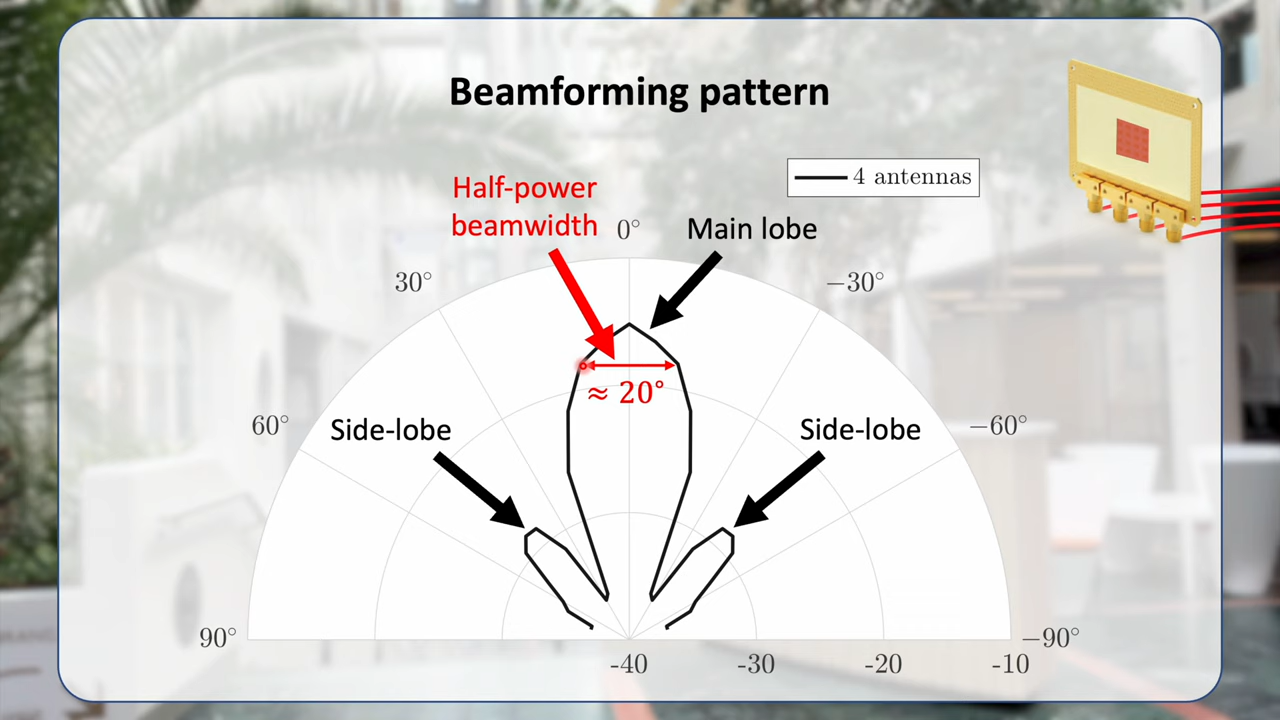 Beamforming pattern
4 antennas
Half-power
beamwidth
0°
Main lobe
30°
−30°
≈ 20°
60°
Side-lobe
Side-lobe
−60°
90°
−90°
-40
-30
-20
-10